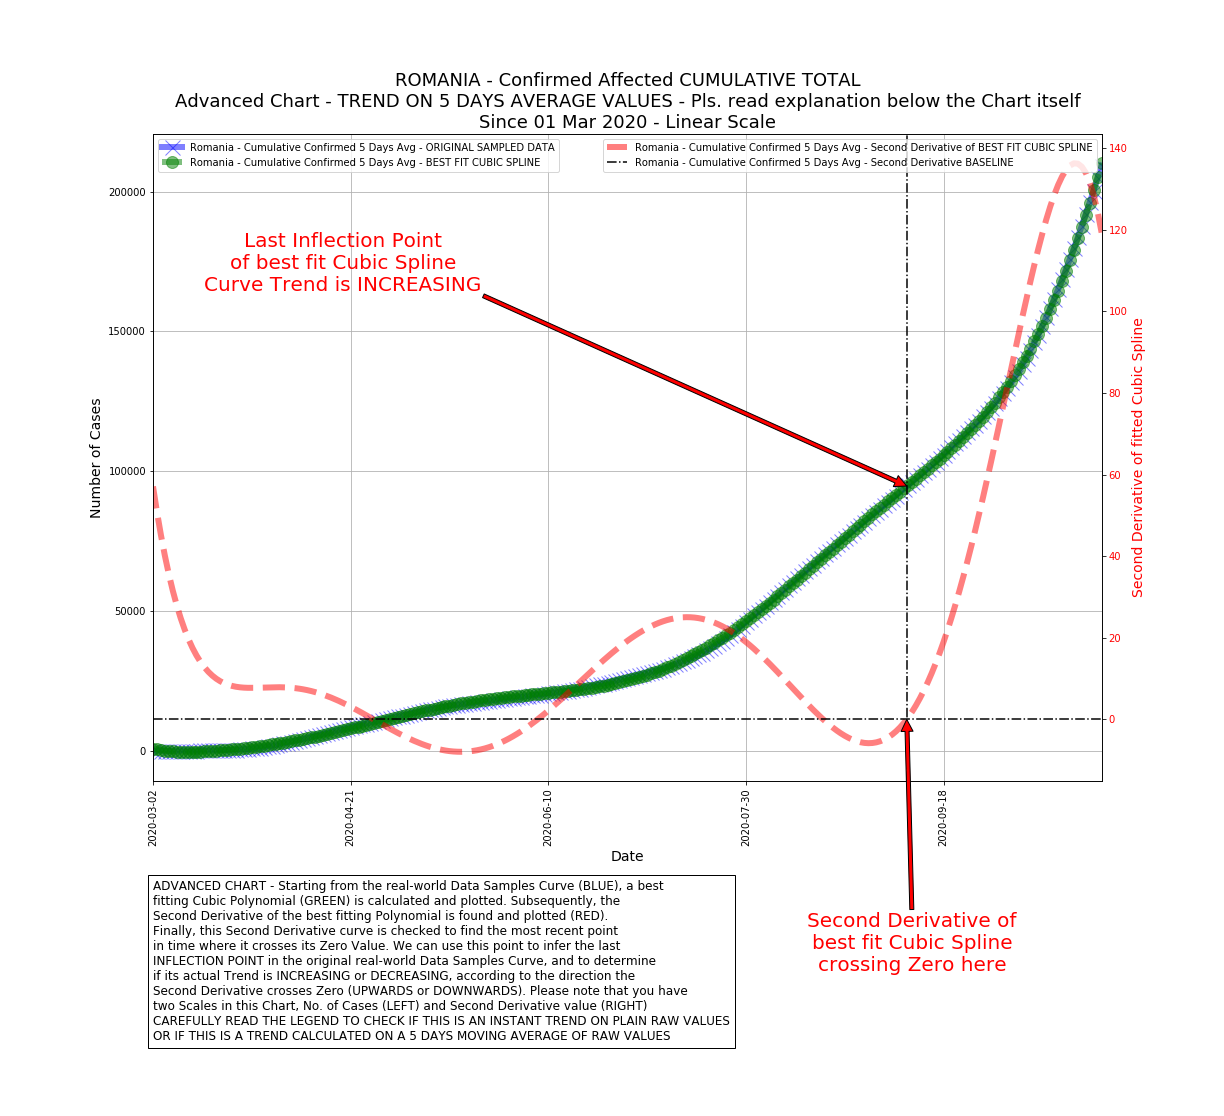 ROMANIA - Confirmed Affected CUMULATIVE TOTAL
Advanced Chart - TREND ON 5 DAYS AVERAGE VALUES - Pls. read explanation below the Chart itself
Since 01 Mar 2020 - Linear Scale
Romania - Cumulative Confirmed 5 Days Avg - ORIGINAL SAMPLED DATA
Romania - Cumulative Confirmed 5 Days Avg - BEST FIT CUBIC SPLINE
Romania - Cumulative Confirmed 5 Days Avg - Second Derivative of BEST FIT CUBIC SPLINE
Romania - Cumulative Confirmed 5 Days Avg - Second Derivative BASELINE
Last Inflection Point
of best fit Cubic Spline
Curve Trend is INCREASING
Number of Cases
200000
150000
100000
50000
0
140
120
100
80
60
40
20
0
Second Derivative of fitted Cubic Spline
2020-03-02
2020-04-21
2020-06-10
2020-07-30
2020-09-18
Date
Second Derivative of
best fit Cubic Spline
crossing Zero here
ADVANCED CHART - Starting from the real-world Data Samples Curve (BLUE), a best
fitting Cubic Polynomial (GREEN) is calculated and plotted. Subsequently, the
Second Derivative of the best fitting Polynomial is found and plotted (RED).
Finally, this Second Derivative curve is checked to find the most recent point
in time where it crosses its Zero Value. We can use this point to infer the last
INFLECTION POINT in the original real-world Data Samples Curve, and to determine
if its actual Trend is INCREASING or DECREASING, according to the direction the
Second Derivative crosses Zero (UPWARDS or DOWNWARDS). Please note that you have
two Scales in this Chart, No. of Cases (LEFT) and Second Derivative value (RIGHT)
CAREFULLY READ THE LEGEND TO CHECK IF THIS IS AN INSTANT TREND ON PLAIN RAW VALUES
OR IF THIS IS A TREND CALCULATED ON A 5 DAYS MOVING AVERAGE OF RAW VALUES